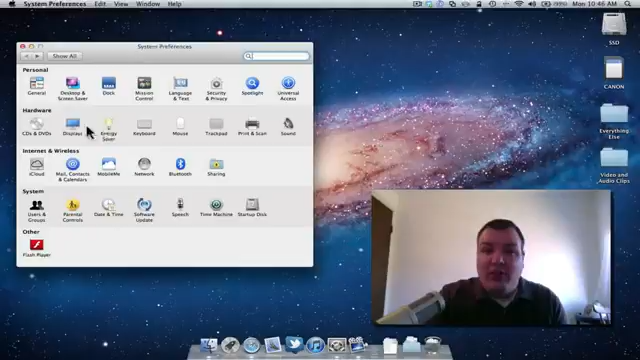 System Preferences Edit View Window Help
Mon 10:46 AM
System Preferences
Show All
Personal
General Desktop & Screen Saver Dock Mission Control Language & Text Security & Privacy Spotlight Universal Access
Hardware
CDs & DVDs Displays Energy Saver Keyboard Mouse Trackpad Print & Scan Sound
Internet & Wireless
iCloud Mail, Contacts & Calendars MobileMe Network Bluetooth Sharing
System
Users & Groups Parental Controls Date & Time Software Update Speech Time Machine Startup Disk
Other
Flash Player
SSD
CANON
Everything Else
Video and Audio Clips